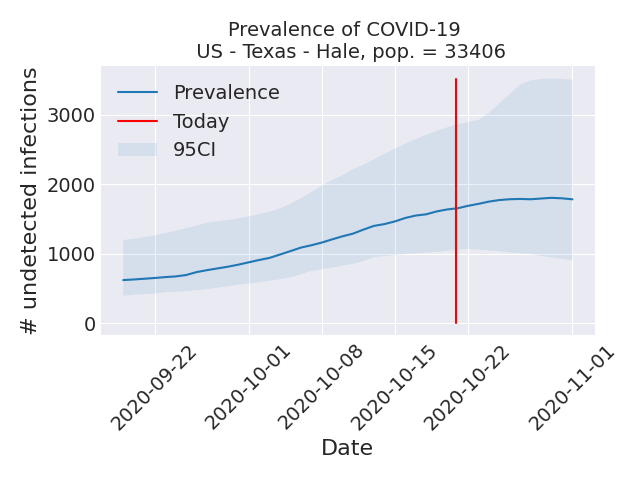 Prevalence of COVID-19
US - Texas - Hale, pop. = 33406
# undetected infections
3000
2000
1000
0
Prevalence
Today
95CI
2020-09-22
2020-10-01
2020-10-08
2020-10-15
2020-10-22
2020-11-01
Date